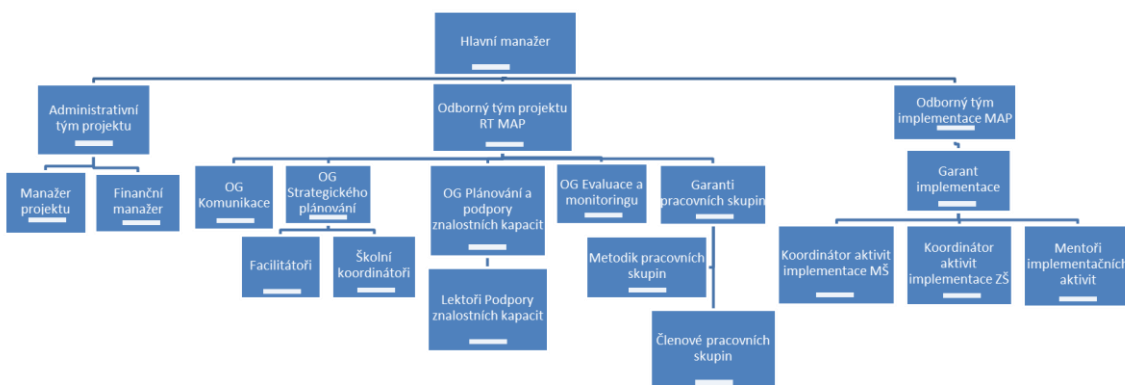 Hlavní manažer
Administrativní
tým projektu
Odborný tým projektu
RT MAP
Odborný tým
implementace MAP
Manažer
projektu
Finanční
manažer
OG
Komunikace
OG
Strategického
plánování
OG Plánování a
podpory
znalostních kapacit
OG Evaluace a
monitoringu
Garanti
pracovních skupin
Garant
implementace
Facilitátoři
Školní
koordinátoři
Metodik pracovních
skupin
Koordinátor aktivit
implementace MŠ
Koordinátor
aktivit
implementace ZŠ
Mentoři
implementačních
aktivit
Lektoři Podpory
znalostních kapacit
Členové pracovních
skupin